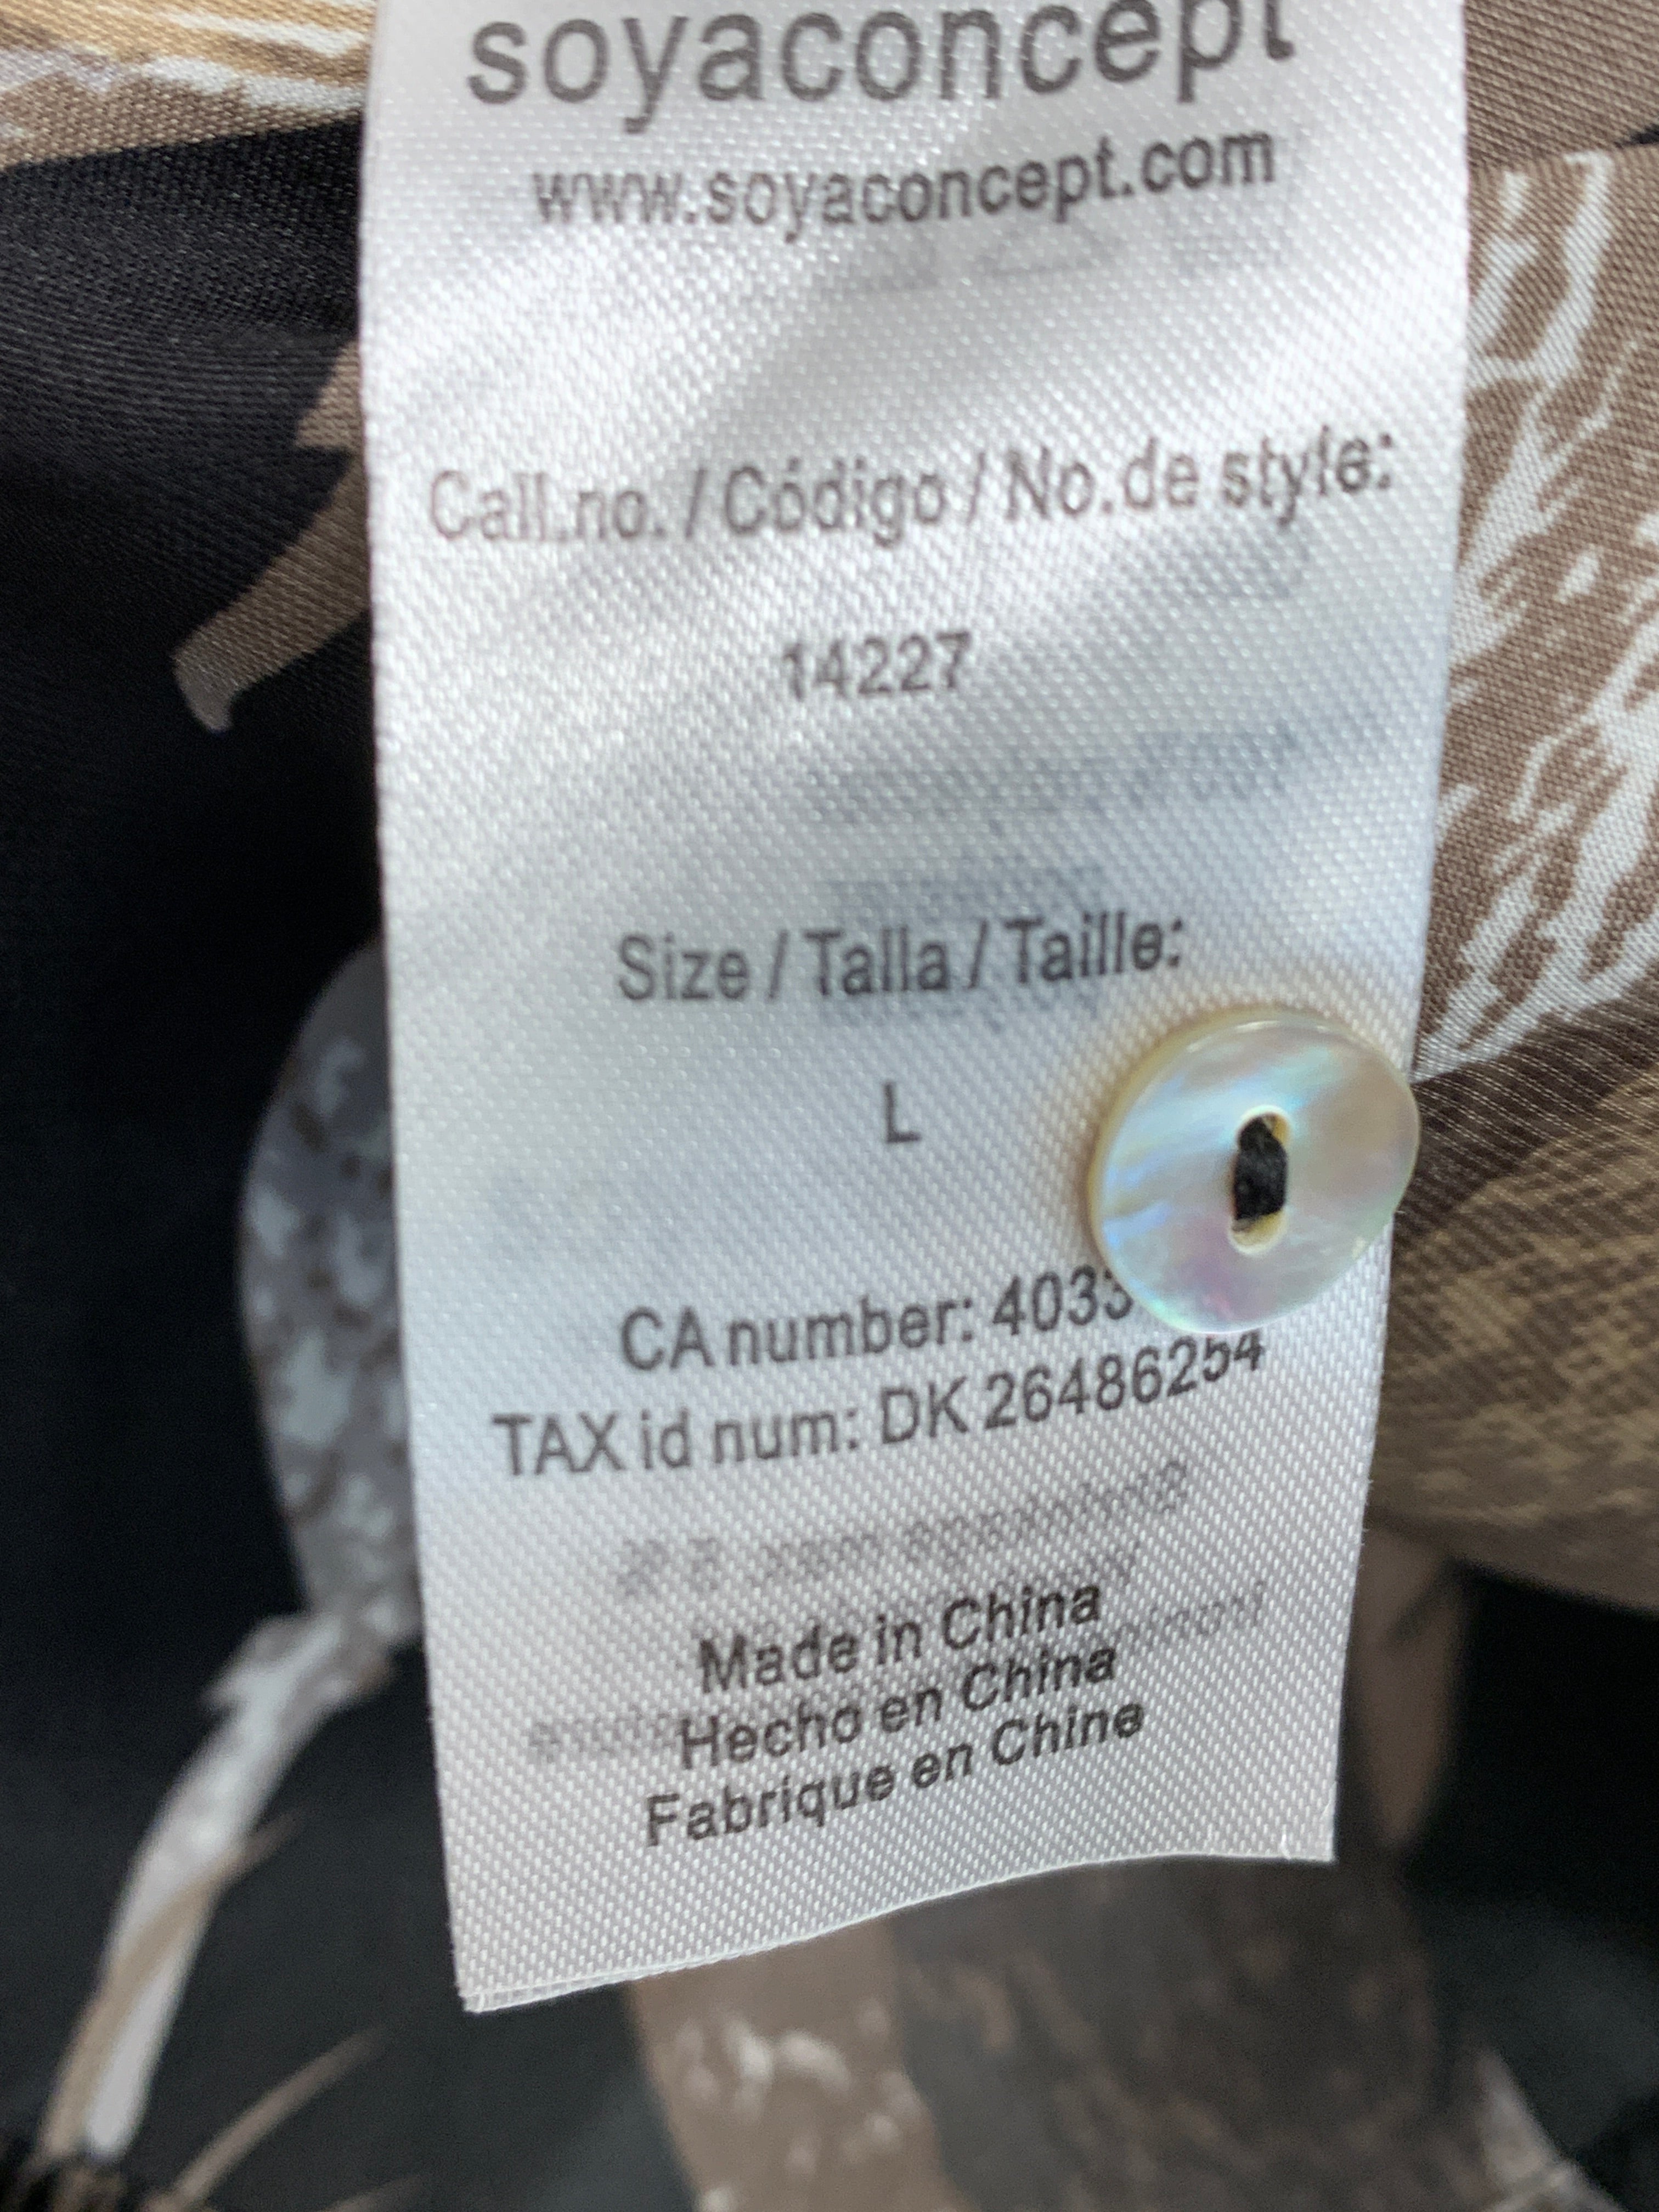 soyaconcept
www.soyaconcept.com
Call.no. / Código / No.de style:
14227
Size / Talla / Taille:
L
CA number:
TAX id num: DK 26486254
Made in China
Hecho en China
Fabrique en Chine